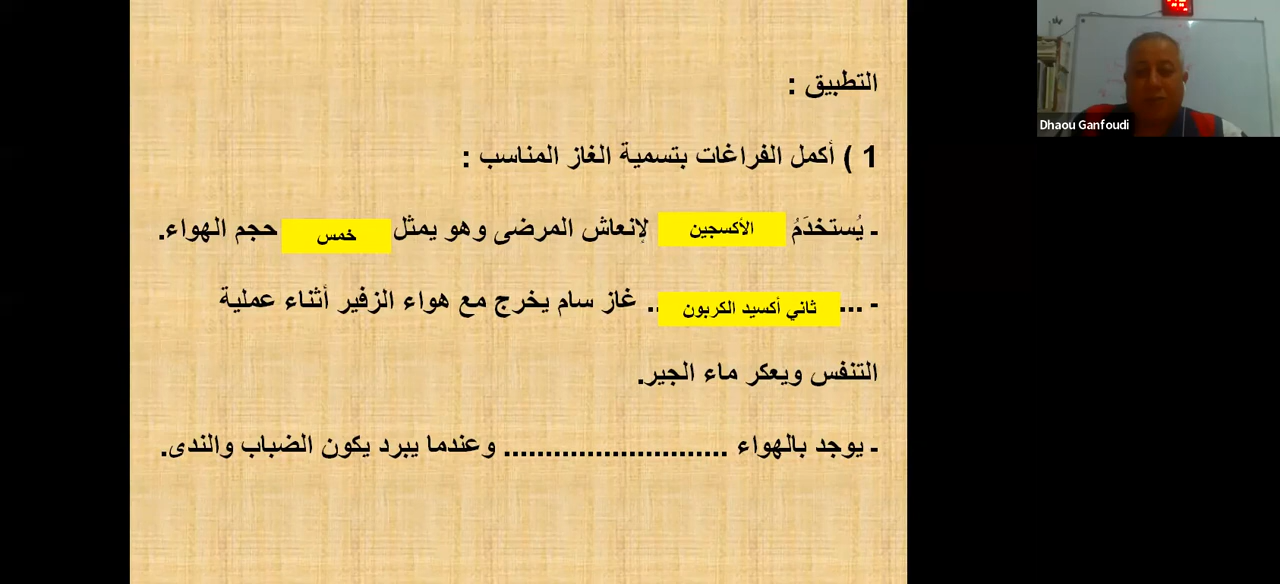 التطبيق :
1 ) أكمل الفراغات بتسمية الغاز المناسب :
- يُستخدَمُ الأكسجين لإنعاش المرضى وهو يمثل خمس حجم الهواء.
- ... ثاني أكسيد الكربون .. غاز سام يخرج مع هواء الزفير أثناء عملية
التنفس ويعكر ماء الجير.
- يوجد بالهواء ........................... وعندما يبرد يكون الضباب والندى.
Dhaou Ganfoudi